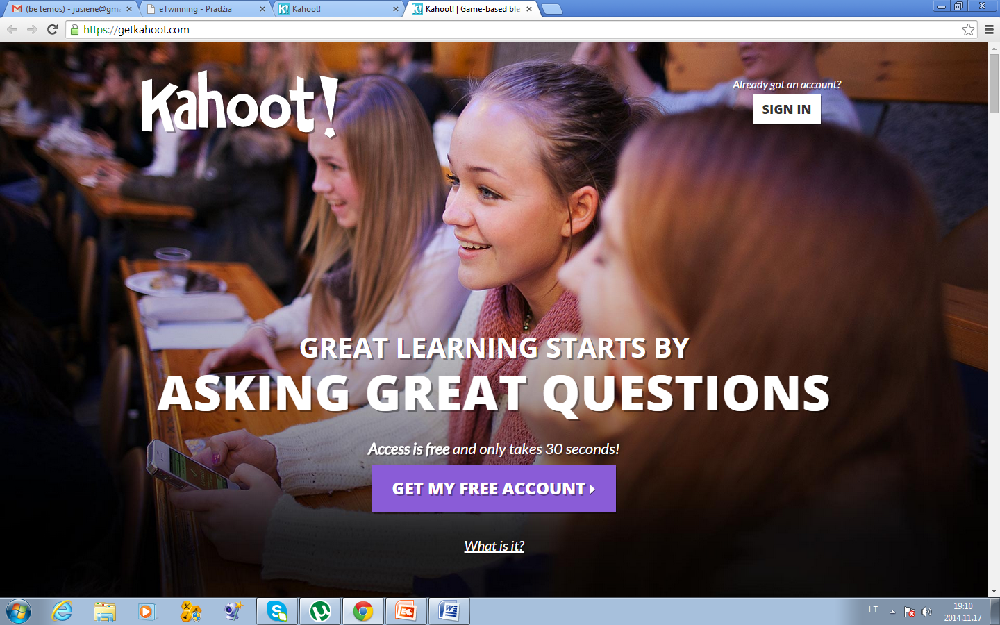 (be temos) - jusiene@gma
eTwinning - Pradžia
Kahoot!
Kahoot! | Game-based ble
https://getkahoot.com
Kahoot!
Already got an account?
SIGN IN
GREAT LEARNING STARTS BY
ASKING GREAT QUESTIONS
Access is free and only takes 30 seconds!
GET MY FREE ACCOUNT
What is it?
LT
19:10
2014.11.17